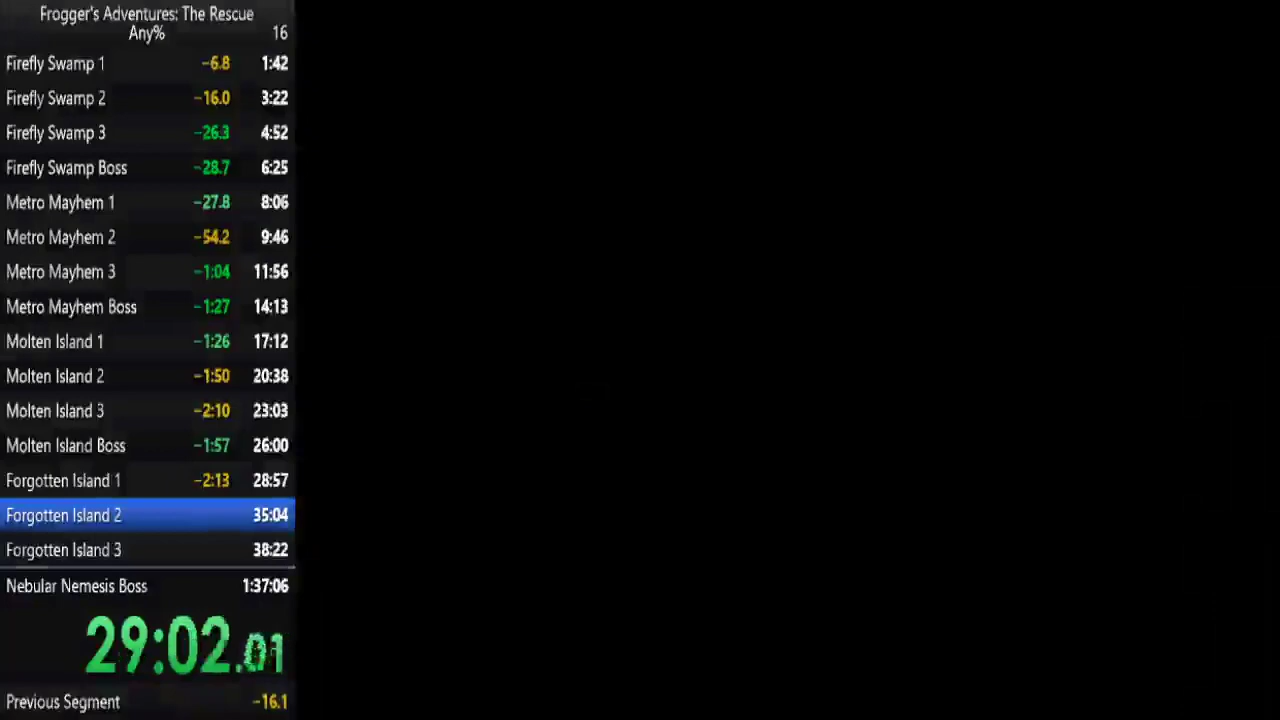 Frogger's Adventures: The Rescue
Any% 16
Firefly Swamp 1 -6.8 1:42
Firefly Swamp 2 -16.0 3:22
Firefly Swamp 3 -26.3 4:52
Firefly Swamp Boss -28.7 6:25
Metro Mayhem 1 -27.8 8:06
Metro Mayhem 2 -54.2 9:46
Metro Mayhem 3 -1:04 11:56
Metro Mayhem Boss -1:27 14:13
Molten Island 1 -1:26 17:12
Molten Island 2 -1:50 20:38
Molten Island 3 -2:10 23:03
Molten Island Boss -1:57 26:00
Forgotten Island 1 -2:13 28:57
Forgotten Island 2 35:04
Forgotten Island 3 38:22
Nebular Nemesis Boss 1:37:06
29:02.01
Previous Segment -16.1